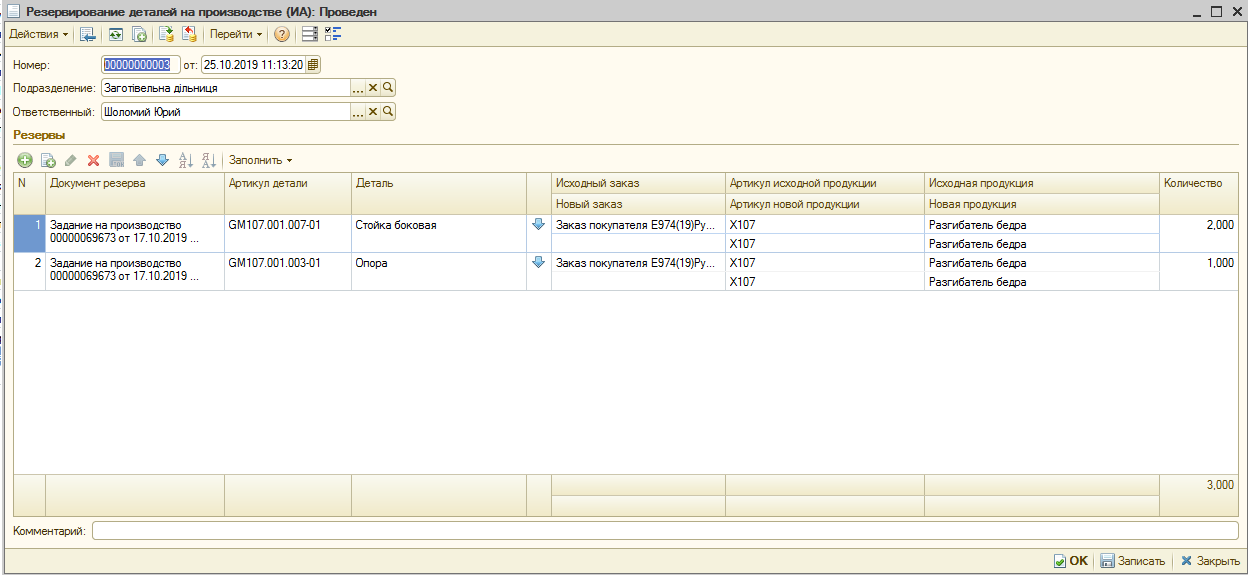 Резервирование деталей на производстве (ИА): Проведен
Действия Перейти
Номер: 00000000003 от: 25.10.2019 11:13:20
Подразделение: Заготівельна дільниця ...
Ответственный: Шоломий Юрий ...
Резервы
Заполнить
N Документ резерва Артикул детали Деталь Исходный заказ Артикул исходной продукции Исходная продукция Количество
Новый заказ Артикул новой продукции Новая продукция
1 Задание на производство GM107.001.007-01 Стойка боковая Заказ покупателя Е974(19)Ру... X107 Разгибатель бедра 2,000
00000069673 от 17.10.2019 ... X107 Разгибатель бедра
2 Задание на производство GM107.001.003-01 Опора Заказ покупателя Е974(19)Ру... X107 Разгибатель бедра 1,000
00000069673 от 17.10.2019 ... X107 Разгибатель бедра
3,000
Комментарий:
OK Записать Закрыть